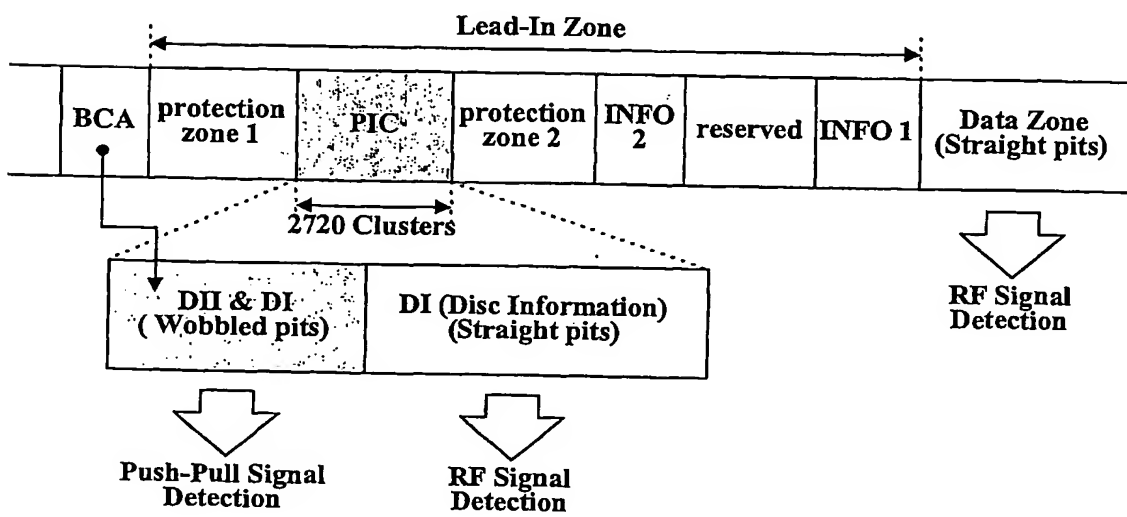 Lead-In Zone
BCA
protection
zone 1
PIC
protection
zone 2
INFO
2
reserved
INFO 1
Data Zone
(Straight pits)
2720 Clusters
DII & DI
( Wobbled pits)
DI (Disc Information)
(Straight pits)
RF Signal
Detection
Push-Pull Signal
Detection
RF Signal
Detection